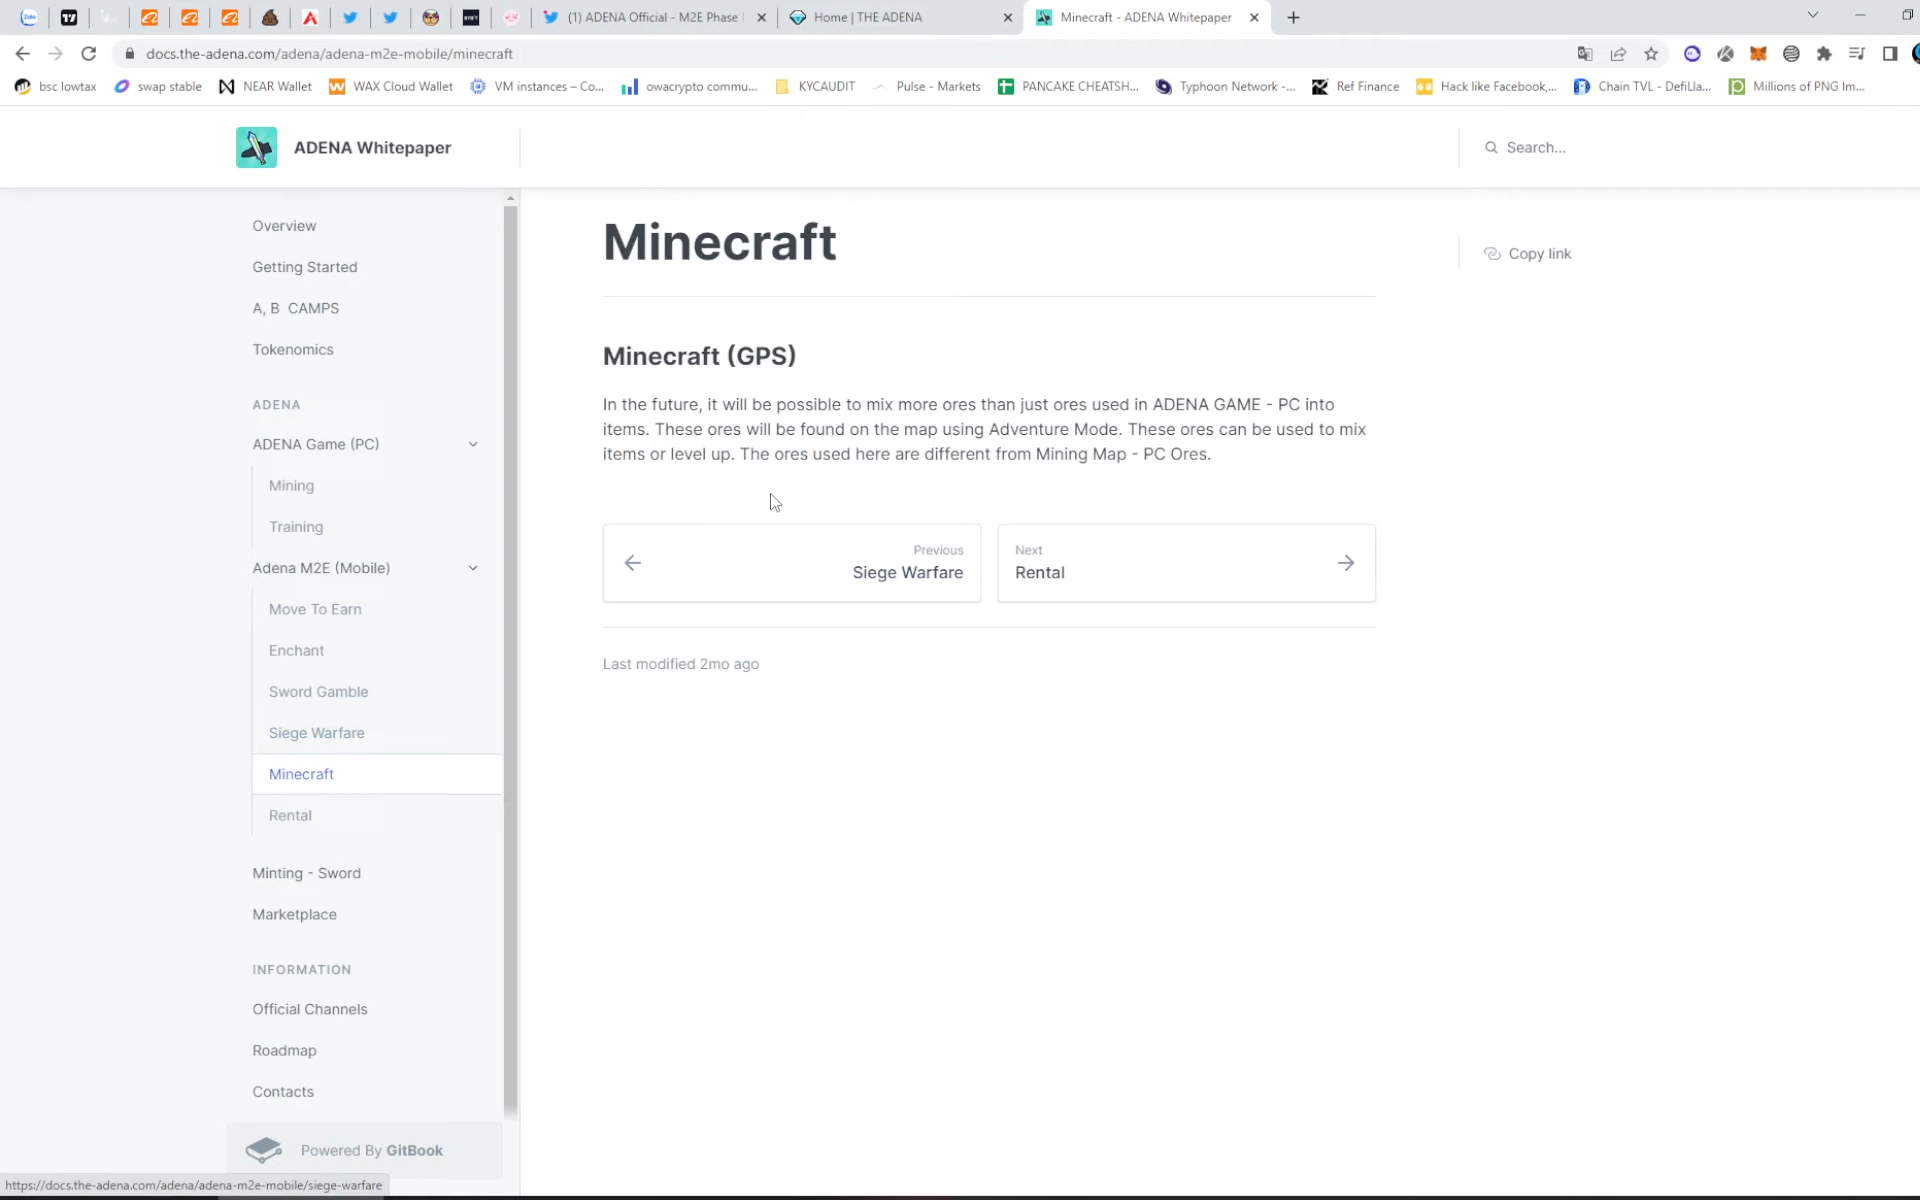 (1) ADENA Official - M2E Phase
Home | THE ADENA
Minecraft - ADENA Whitepaper
docs.the-adena.com/adena/adena-m2e-mobile/minecraft
bsc lowtax
swap stable
NEAR Wallet
WAX Cloud Wallet
VM instances – Co...
owacrypto commu...
KYCAUDIT
Pulse - Markets
PANCAKE CHEATSH...
Typhoon Network -...
Ref Finance
Hack like Facebook,...
Chain TVL - DefiLla...
Millions of PNG Im...
ADENA Whitepaper
Search...
Overview
Getting Started
A, B CAMPS
Tokenomics
ADENA
ADENA Game (PC)
Mining
Training
Adena M2E (Mobile)
Move To Earn
Enchant
Sword Gamble
Siege Warfare
Minecraft
Rental
Minting - Sword
Marketplace
INFORMATION
Official Channels
Roadmap
Contacts
Powered By GitBook
Minecraft
Copy link
Minecraft (GPS)
In the future, it will be possible to mix more ores than just ores used in ADENA GAME - PC into
items. These ores will be found on the map using Adventure Mode. These ores can be used to mix
items or level up. The ores used here are different from Mining Map - PC Ores.
Previous
Siege Warfare
Next
Rental
Last modified 2mo ago
https://docs.the-adena.com/adena/adena-m2e-mobile/siege-warfare